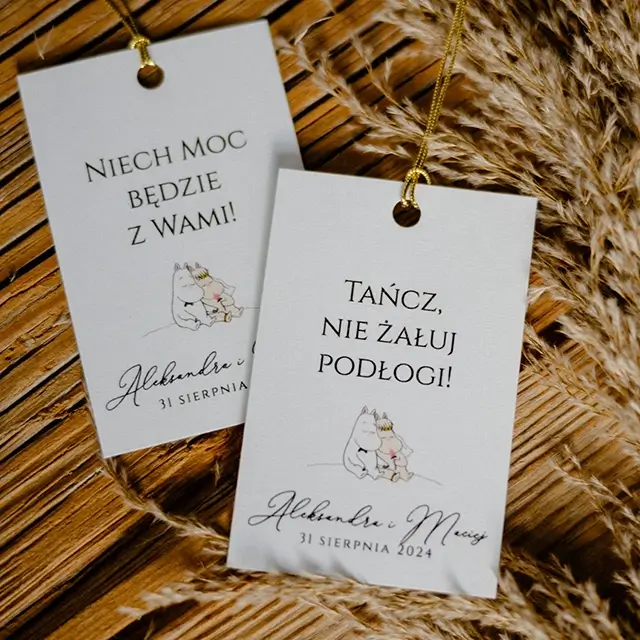 Niech Moc
będzie
z Wami!
Aleksandra i
31 sierpnia
Tańcz,
nie żałuj
podłogi!
Aleksandra i Maciej
31 sierpnia 2024